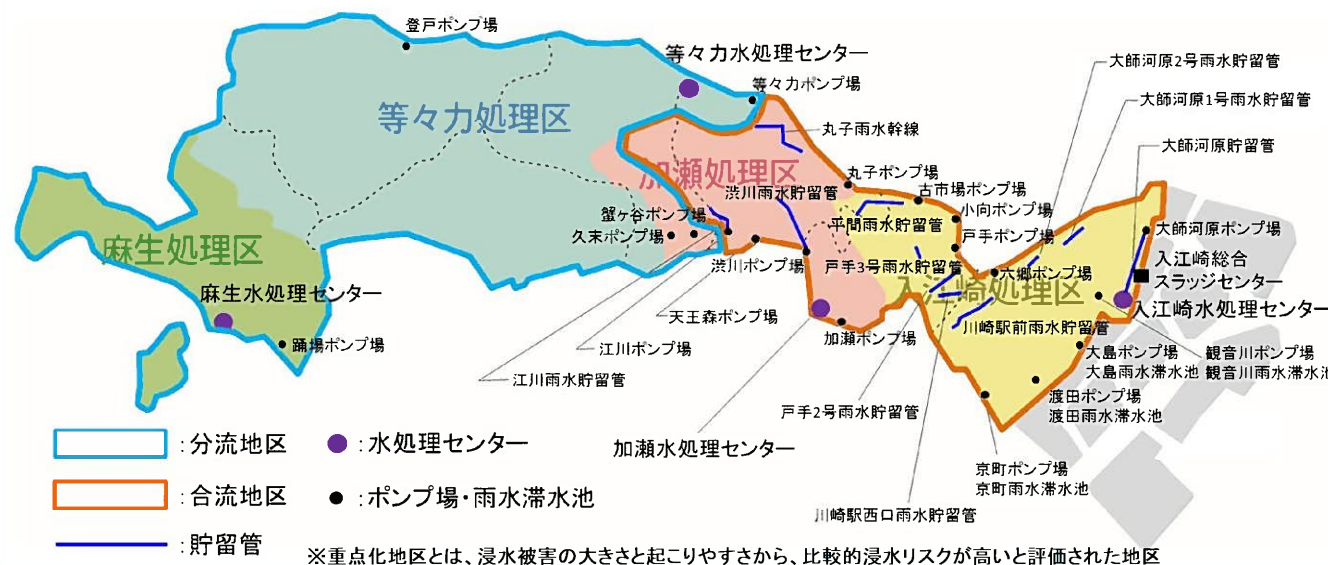 登戸ポンプ場
等々力水処理センター
等々力ポンプ場
大師河原2号雨水貯留管
大師河原1号雨水貯留管
大師河原貯留管
等々力処理区
丸子雨水幹線
加瀬処理区
丸子ポンプ場
渋川雨水貯留管
古市場ポンプ場
小向ポンプ場
蟹ヶ谷ポンプ場
平間雨水貯留管
戸手ポンプ場
大師河原ポンプ場
久末ポンプ場
麻生処理区
渋川ポンプ場
戸手3号雨水貯留管
六郷ポンプ場
入江崎総合
スラッジセンター
入江崎処理区
麻生水処理センター
入江崎水処理センター
天王森ポンプ場
川崎駅前雨水貯留管
踊場ポンプ場
加瀬ポンプ場
江川ポンプ場
大島ポンプ場
大島雨水滞水池
観音川ポンプ場
観音川雨水滞水池
江川雨水貯留管
戸手2号雨水貯留管
渡田ポンプ場
渡田雨水滞水池
加瀬水処理センター
京町ポンプ場
京町雨水滞水池
川崎駅西口雨水貯留管
：分流地区
：水処理センター
：合流地区
：ポンプ場・雨水滞水池
：貯留管
※重点化地区とは、浸水被害の大きさと起こりやすさから、比較的浸水リスクが高いと評価された地区